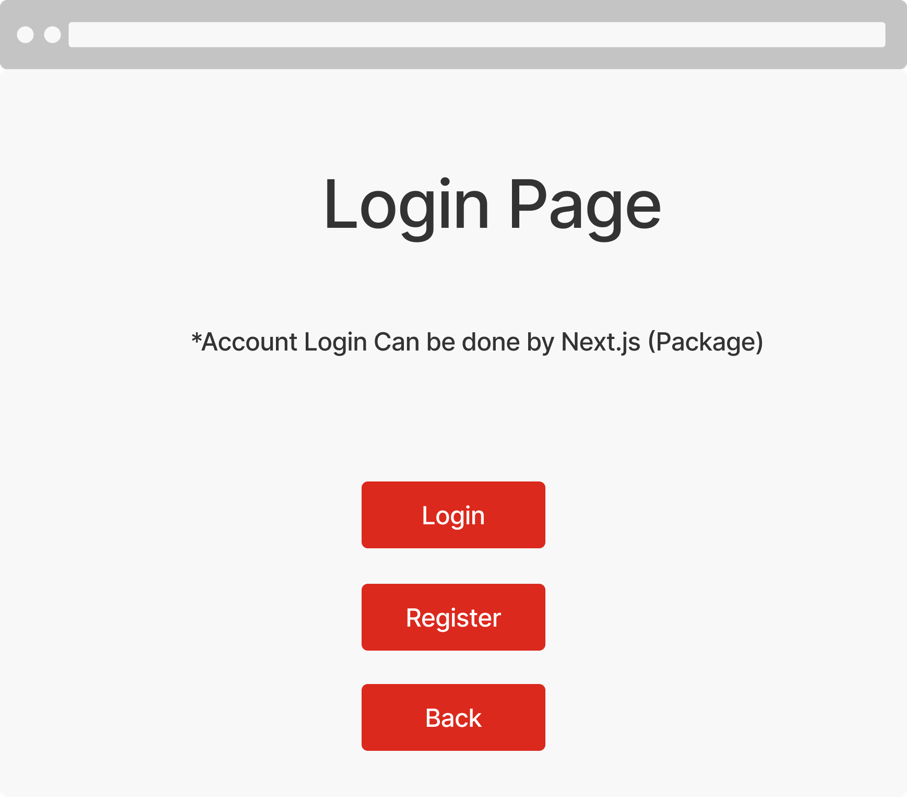 Login Page
*Account Login Can be done by Next.js (Package)
Login
Register
Back